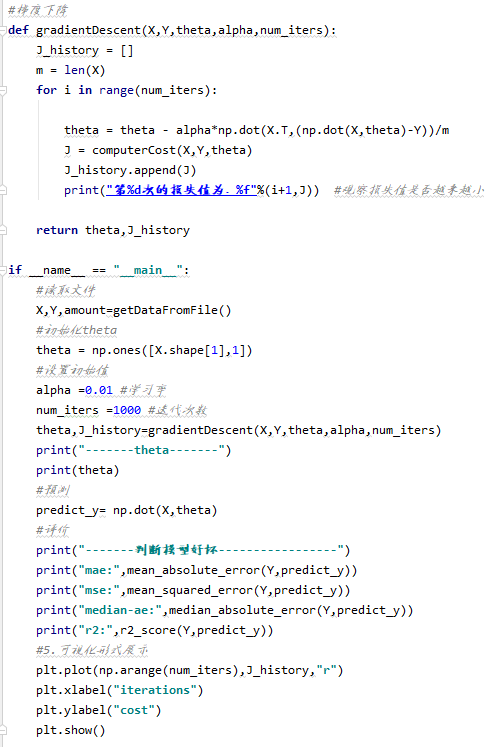 #梯度下降
def gradientDescent(X,Y,theta,alpha,num_iters):
J_history = []
m = len(X)
for i in range(num_iters):
theta = theta - alpha*np.dot(X.T,(np.dot(X,theta)-Y))/m
J = computerCost(X,Y,theta)
J_history.append(J)
print("第%d次的损失值为. %f"%(i+1,J))  #观察损失值是否越来越小
return theta,J_history
if __name__ == "__main__":
#读取文件
X,Y,amount=getDataFromFile()
#初始化theta
theta = np.ones([X.shape[1],1])
#设置初始值
alpha =0.01 #学习率
num_iters =1000 #迭代次数
theta,J_history=gradientDescent(X,Y,theta,alpha,num_iters)
print("-------theta-------")
print(theta)
#预测
predict_y= np.dot(X,theta)
#评价
print("-------判断模型好坏-----------------")
print("mae:",mean_absolute_error(Y,predict_y))
print("mse:",mean_squared_error(Y,predict_y))
print("median-ae:",median_absolute_error(Y,predict_y))
print("r2:",r2_score(Y,predict_y))
#5.可视化形式展示
plt.plot(np.arange(num_iters),J_history,"r")
plt.xlabel("iterations")
plt.ylabel("cost")
plt.show()